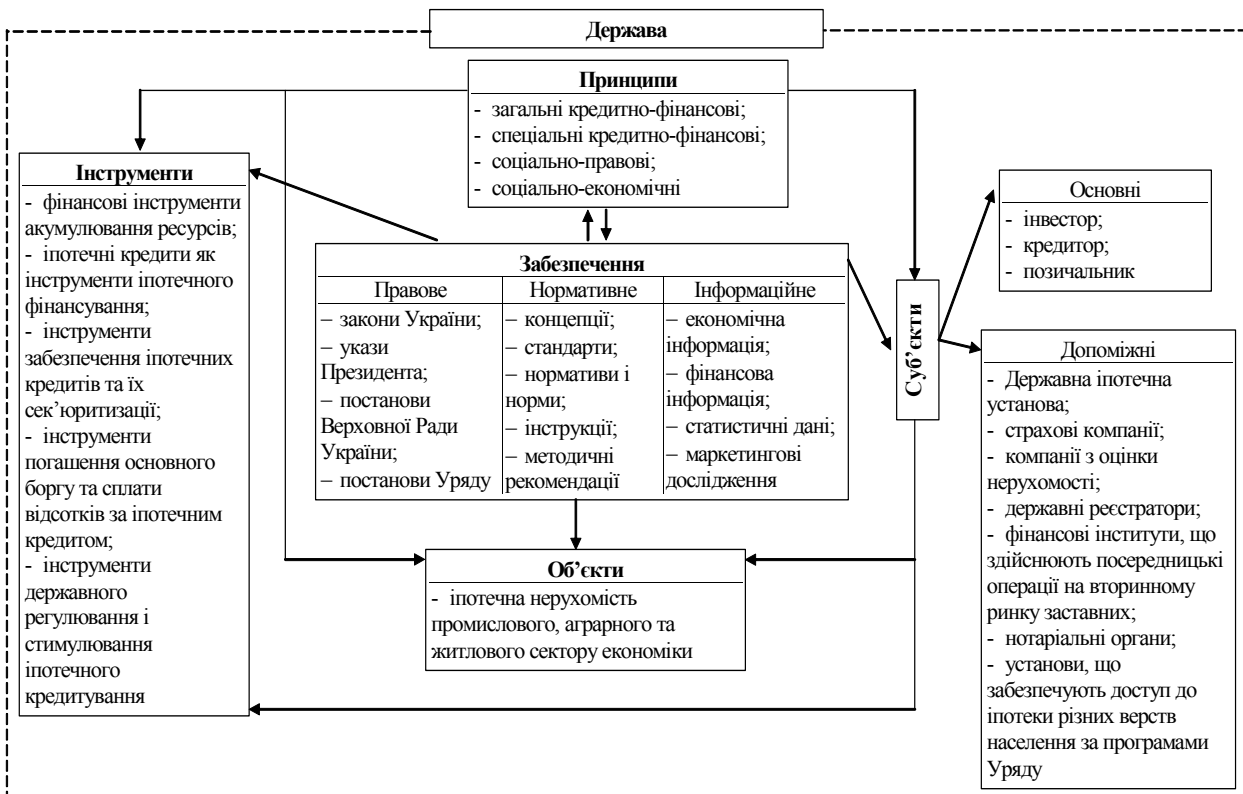 Держава
Принципи
- загальні кредитно-фінансові;
- спеціальні кредитно-фінансові;
- соціально-правові;
- соціально-економічні
Інструменти
- фінансові інструменти
акумулювання ресурсів;
- іпотечні кредити як
інструменти іпотечного
фінансування;
- інструменти
забезпечення іпотечних
кредитів та їх
сек’юритизації;
- інструменти
погашення основного
боргу та сплати
відсотків за іпотечним
кредитом;
- інструменти
державного
регулювання і
стимулювання
іпотечного
кредитування
Забезпечення
Правове
– закони України;
– укази
Президента;
– постанови
Верховної Ради
України;
– постанови Уряду
Нормативне
– концепції;
– стандарти;
– нормативи і
норми;
– інструкції;
– методичні
рекомендації
Інформаційне
– економічна
інформація;
– фінансова
інформація;
– статистичні дані;
– маркетингові
дослідження
Об’єкти
- іпотечна нерухомість
промислового, аграрного та
житлового сектору економіки
Суб’єкти
Основні
- інвестор;
- кредитор;
- позичальник
Допоміжні
- Державна іпотечна
установа;
- страхові компанії;
- компанії з оцінки
нерухомості;
- державні реєстратори;
- фінансові інститути, що
здійснюють посередницькі
операції на вторинному
ринку заставних;
- нотаріальні органи;
- установи, що
забезпечують доступ до
іпотеки різних верств
населення за програмами
Уряду